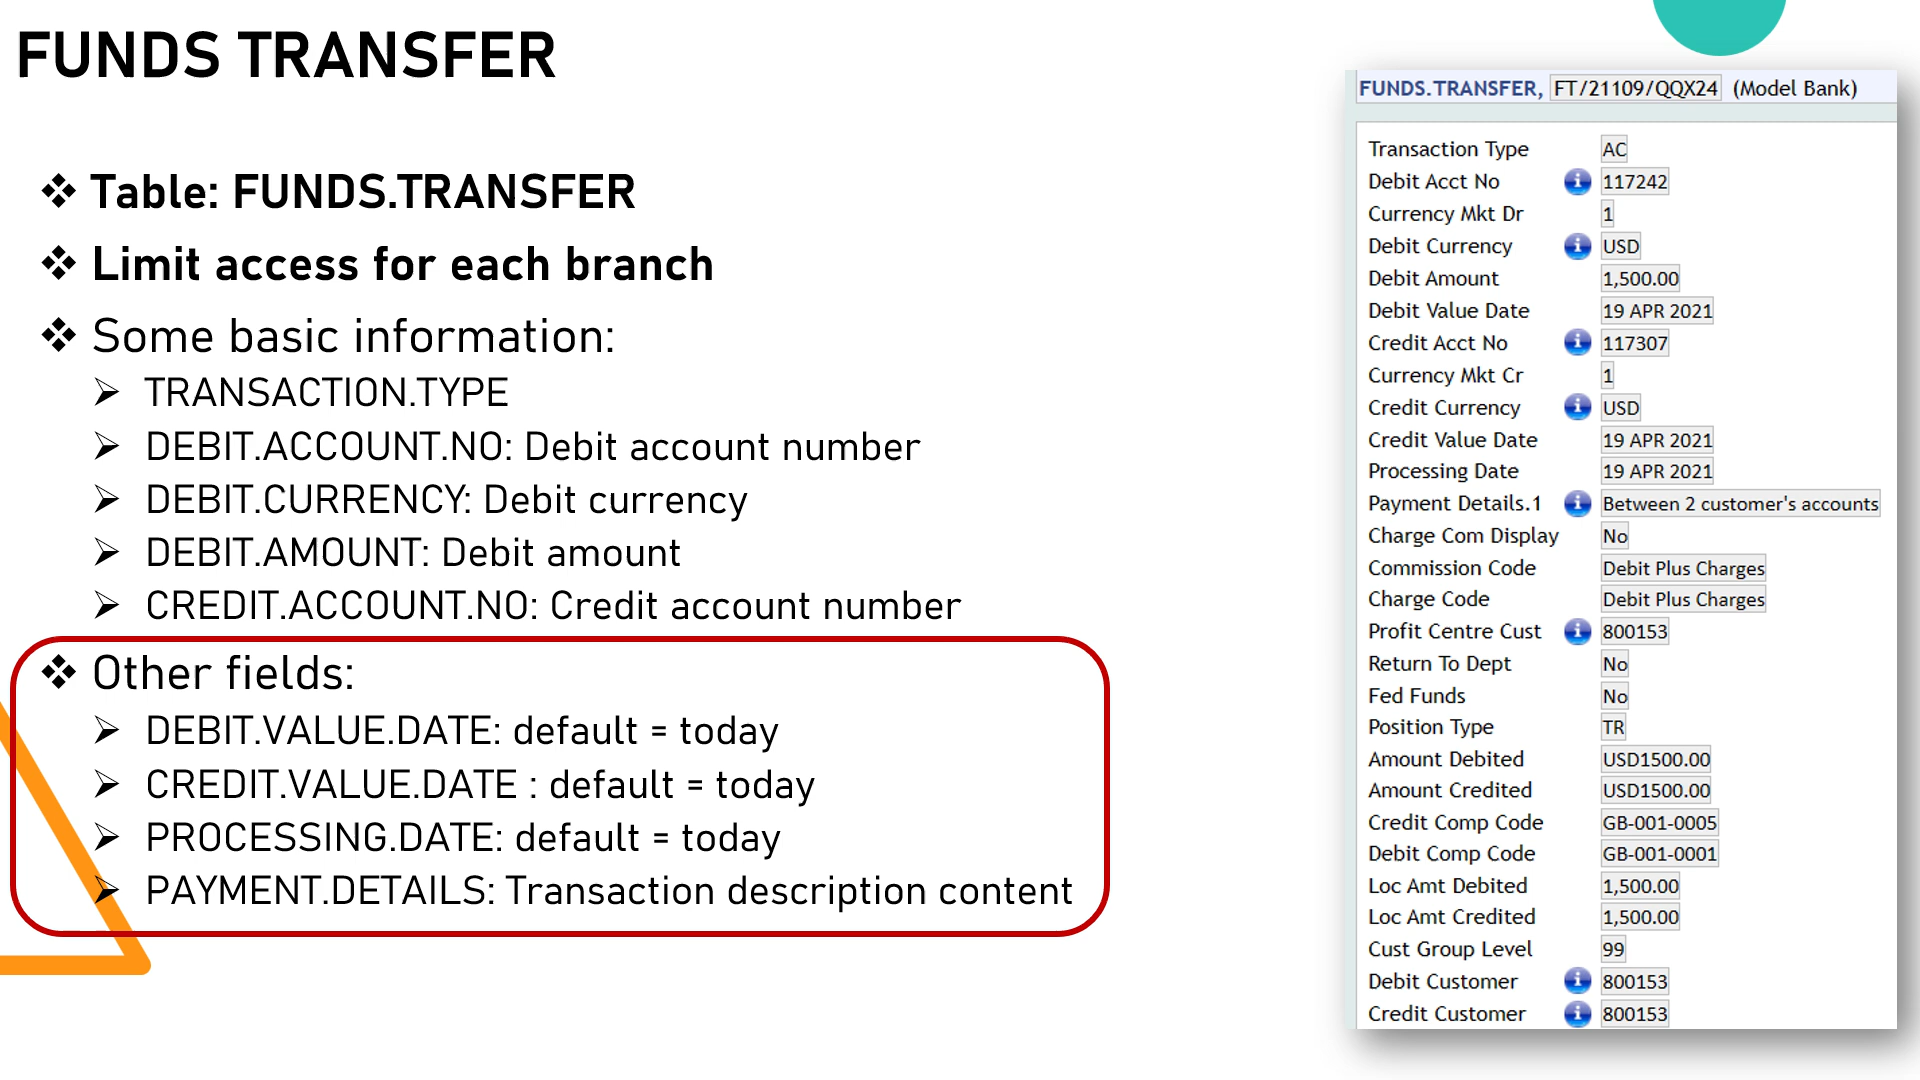 FUNDS TRANSFER
Table: FUNDS.TRANSFER
Limit access for each branch
Some basic information:
TRANSACTION.TYPE
DEBIT.ACCOUNT.NO: Debit account number
DEBIT.CURRENCY: Debit currency
DEBIT.AMOUNT: Debit amount
CREDIT.ACCOUNT.NO: Credit account number
Other fields:
DEBIT.VALUE.DATE: default = today
CREDIT.VALUE.DATE : default = today
PROCESSING.DATE: default = today
PAYMENT.DETAILS: Transaction description content
FUNDS.TRANSFER, FT/21109/QQX24 (Model Bank)
Transaction Type AC
Debit Acct No 117242
Currency Mkt Dr 1
Debit Currency USD
Debit Amount 1,500.00
Debit Value Date 19 APR 2021
Credit Acct No 117307
Currency Mkt Cr 1
Credit Currency USD
Credit Value Date 19 APR 2021
Processing Date 19 APR 2021
Payment Details.1 Between 2 customer's accounts
Charge Com Display No
Commission Code Debit Plus Charges
Charge Code Debit Plus Charges
Profit Centre Cust 800153
Return To Dept No
Fed Funds No
Position Type TR
Amount Debited USD1500.00
Amount Credited USD1500.00
Credit Comp Code GB-001-0005
Debit Comp Code GB-001-0001
Loc Amt Debited 1,500.00
Loc Amt Credited 1,500.00
Cust Group Level 99
Debit Customer 800153
Credit Customer 800153